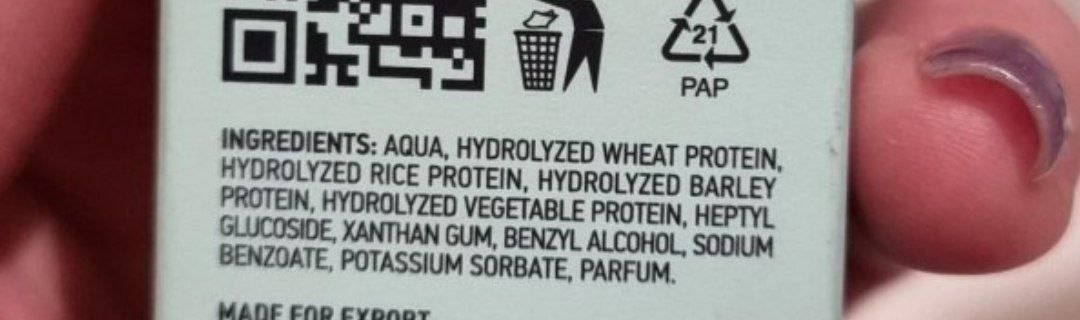 21
PAP
INGREDIENTS: AQUA, HYDROLYZED WHEAT PROTEIN,
HYDROLYZED RICE PROTEIN, HYDROLYZED BARLEY
PROTEIN, HYDROLYZED VEGETABLE PROTEIN, HEPTYL
GLUCOSIDE, XANTHAN GUM, BENZYL ALCOHOL, SODIUM
BENZOATE, POTASSIUM SORBATE, PARFUM.
MADE FOR EXPORT